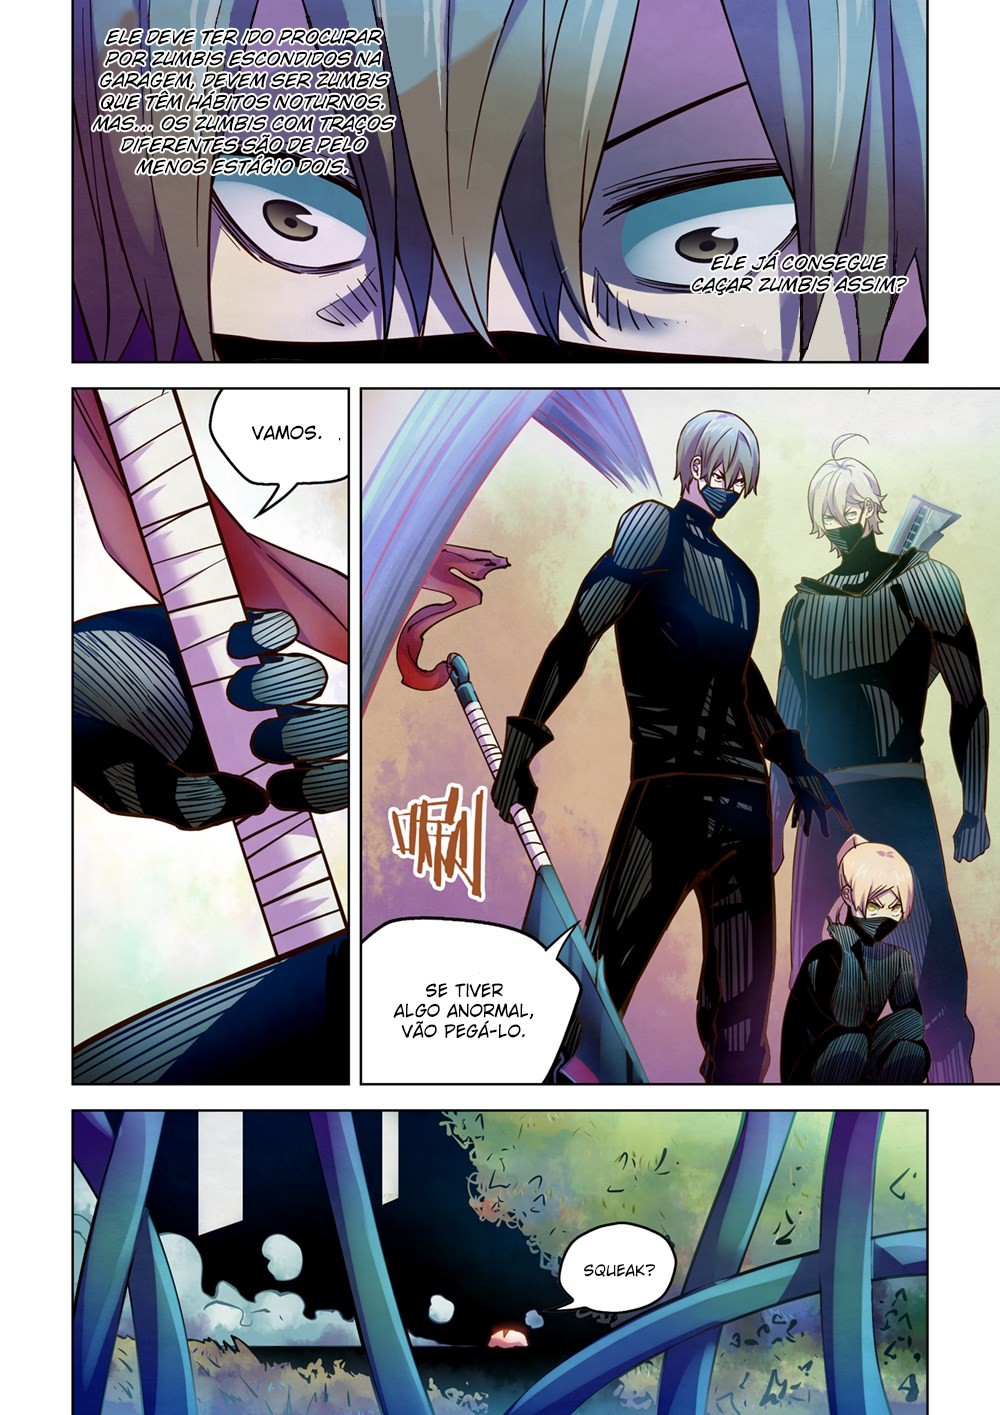 ELE DEVE TER IDO PROCURAR
POR ZUMBIS ESCONDIDOS NA
GARAGEM, DEVEM SER ZUMBIS
QUE TÊM HÁBITOS NOTURNOS.
MAS... OS ZUMBIS COM TRAÇOS
DIFERENTES SÃO DE PELO
MENOS ESTÁGIO DOIS.
ELE JÁ CONSEGUE
CAÇAR ZUMBIS ASSIM?
VAMOS.
SE TIVER
ALGO ANORMAL,
VÃO PEGÁ-LO.
SQUEAK?